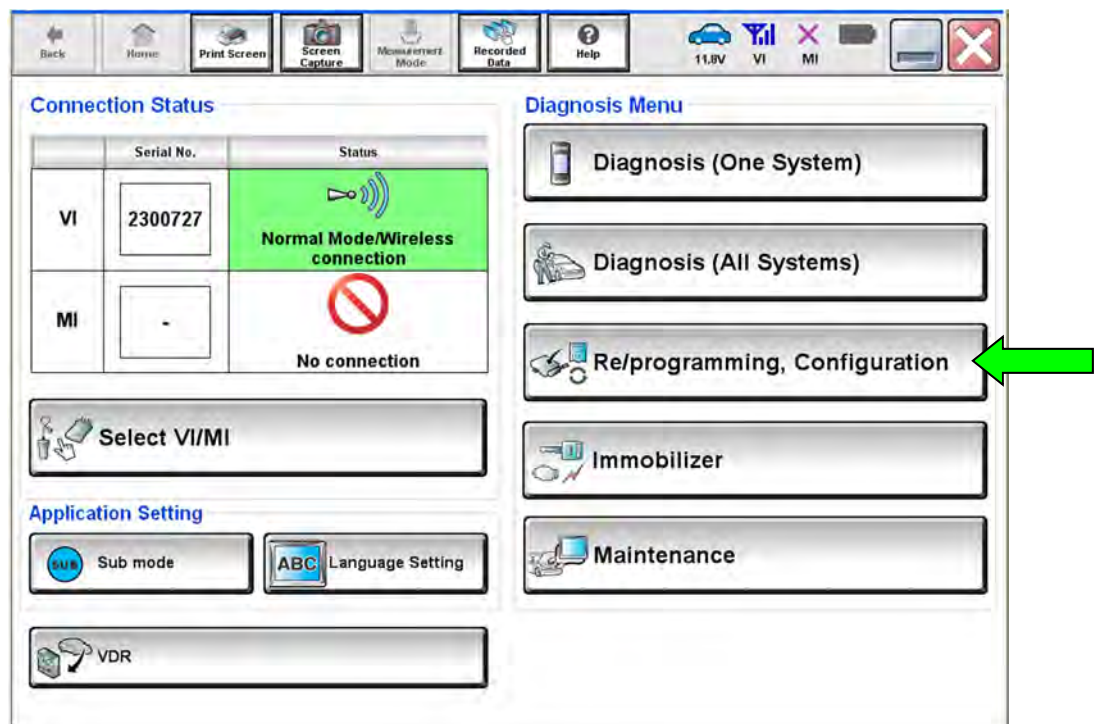 Back
Home
Print Screen
Screen
Capture
Measurement
Mode
Recorded
Data
Help
11.8V
VI
MI
Connection Status
Serial No.
Status
VI
2300727
Normal Mode/Wireless
connection
MI
-
No connection
Select VI/MI
Application Setting
SUB
Sub mode
ABC
Language Setting
VDR
Diagnosis Menu
Diagnosis (One System)
Diagnosis (All Systems)
Re/programming, Configuration
Immobilizer
Maintenance